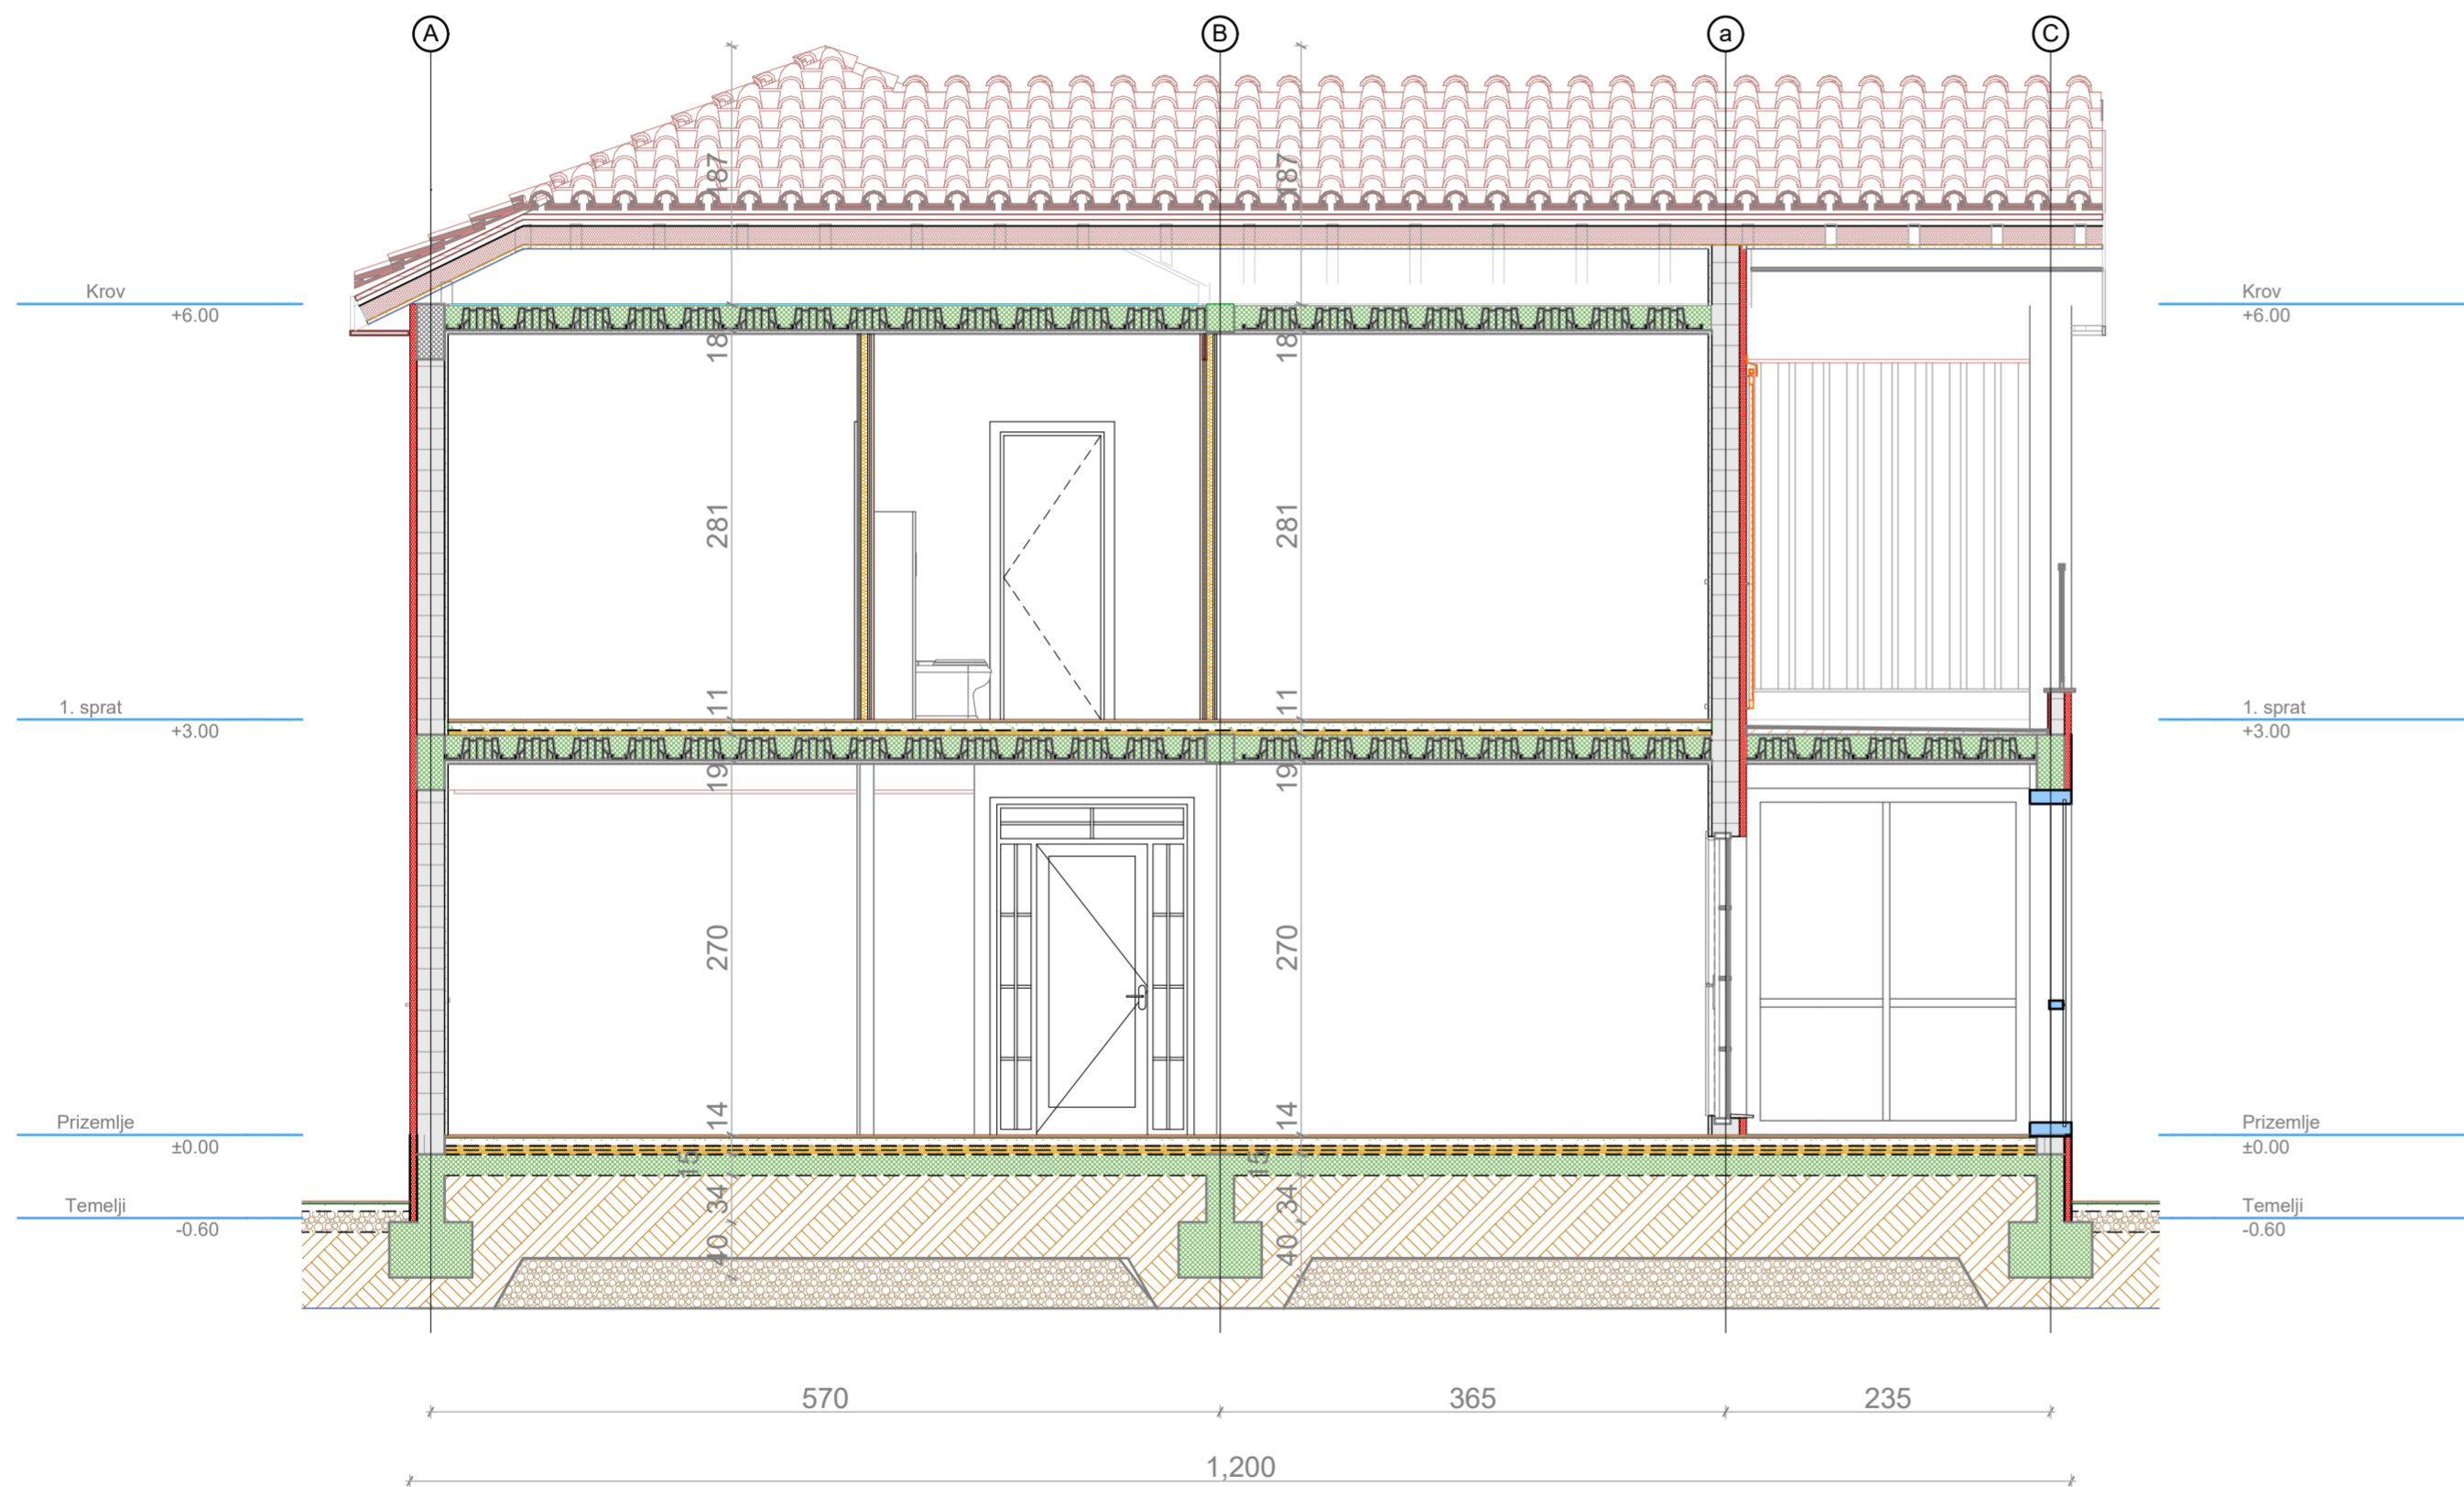 A B a C
187 187
Krov
+6.00
Krov
+6.00
18 18
281 281
1. sprat
+3.00
11 11
1. sprat
+3.00
19 19
270 270
Prizemlje
±0.00
14 14
Prizemlje
±0.00
15 15
Temelji
-0.60
34 34
Temelji
-0.60
40 40
570 365 235
1,200